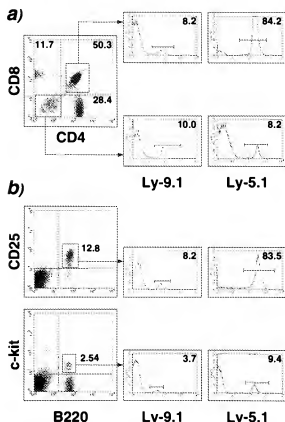 a)
11.7 50.3
28.4
CD8
CD4
8.2
84.2
10.0
8.2
Ly-9.1 Ly-5.1
b)
CD25
12.8
8.2
83.5
c-kit
2.54
3.7
9.4
B220 Ly-9.1 Ly-5.1